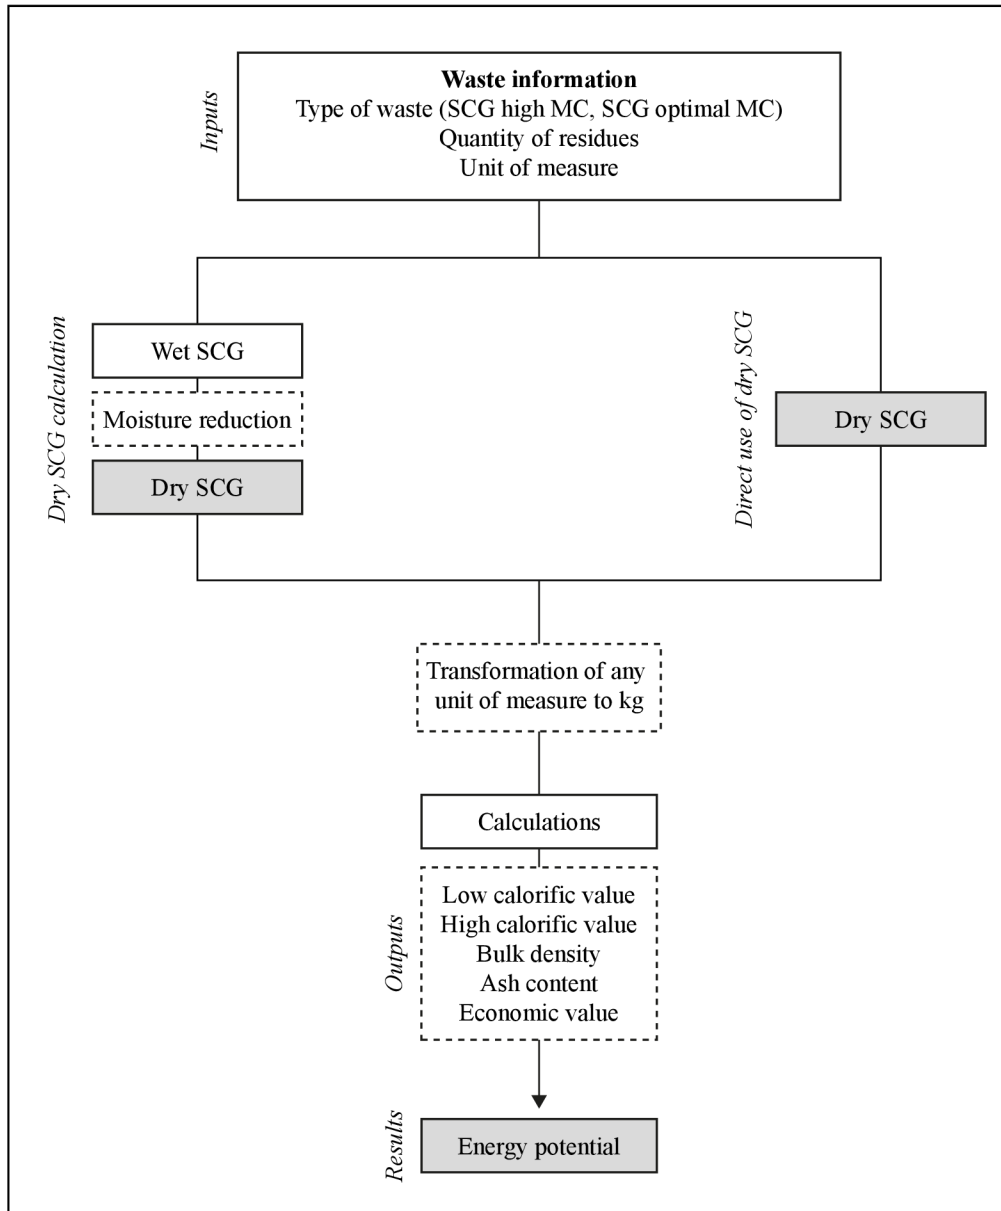 Inputs
Waste information
Type of waste (SCG high MC, SCG optimal MC)
Quantity of residues
Unit of measure
Dry SCG calculation
Wet SCG
Moisture reduction
Dry SCG
Direct use of dry SCG
Dry SCG
Transformation of any
unit of measure to kg
Calculations
Outputs
Low calorific value
High calorific value
Bulk density
Ash content
Economic value
Results
Energy potential